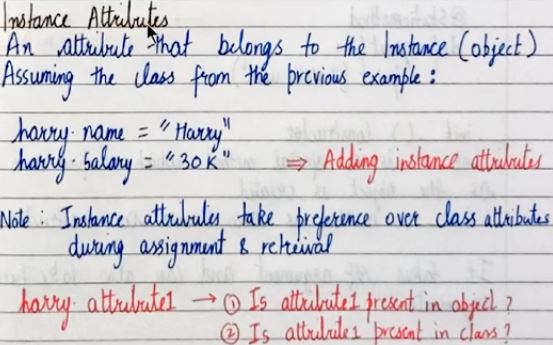 Instance Attributes
An attribute that belongs to the Instance (object)
Assuming the class from the previous example :
harry. name = "Harry"
harry. Salary = "30K" ⇒ Adding instance attributes
Note : Instance attributes take preference over class attributes
during assignment & retreival
harry. attribute1 → ① Is attribute1 present in object ?
② Is attribute1 present in class ?